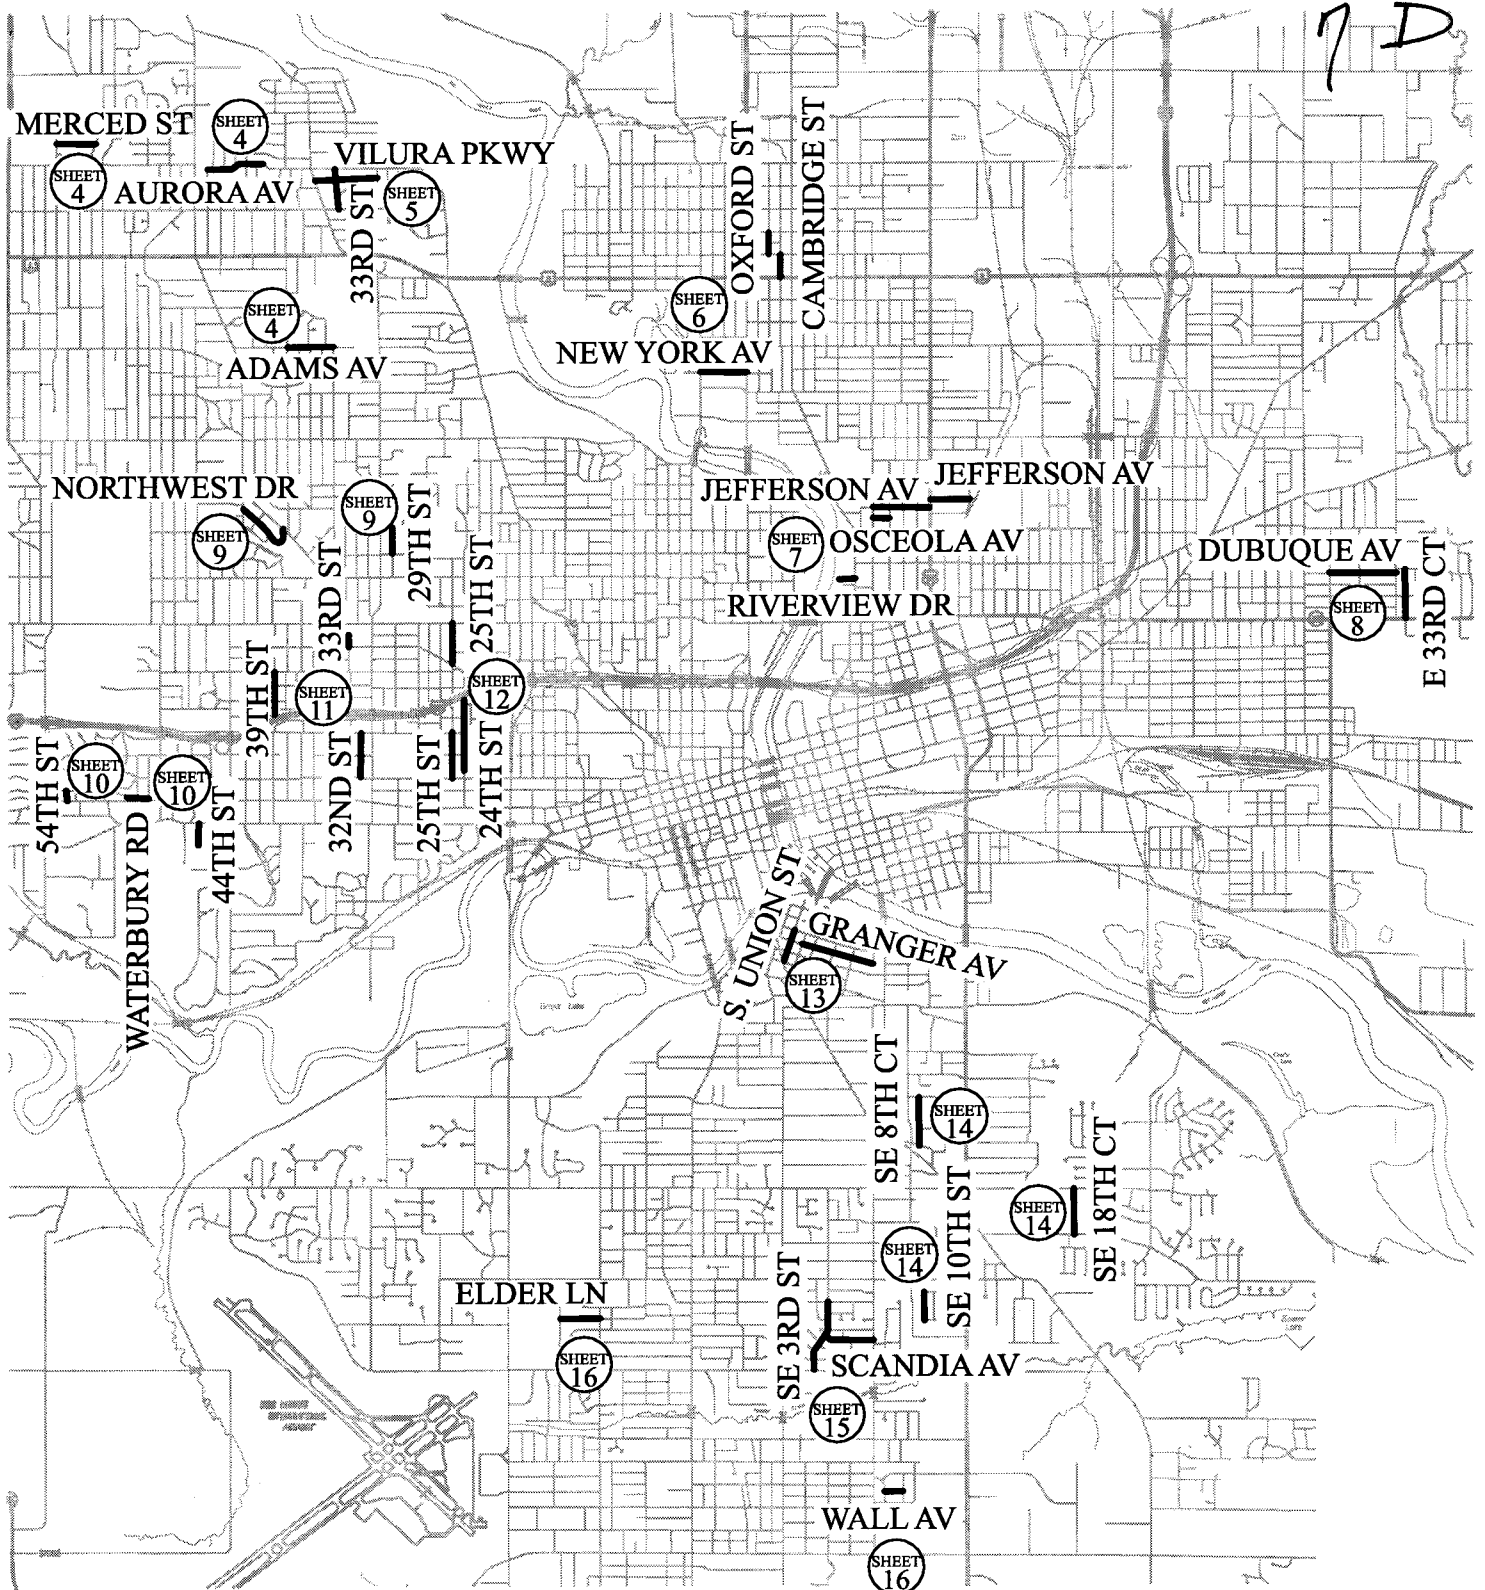 7 D
MERCED ST
SHEET
4
SHEET
4
AURORA AV
VILURA PKWY
33RD ST
SHEET
5
OXFORD ST
CAMBRIDGE ST
SHEET
4
ADAMS AV
SHEET
6
NEW YORK AV
NORTHWEST DR
SHEET
9
SHEET
9
29TH ST
33RD ST
25TH ST
JEFFERSON AV
JEFFERSON AV
SHEET
7
OSCEOLA AV
RIVERVIEW DR
DUBUQUE AV
SHEET
8
E 33RD CT
39TH ST
SHEET
11
SHEET
12
54TH ST
SHEET
10
SHEET
10
WATERBURY RD
44TH ST
32ND ST
25TH ST
24TH ST
S. UNION ST
GRANGER AV
SHEET
13
SE 8TH CT
SHEET
14
SHEET
14
SE 18TH CT
SHEET
14
SE 10TH ST
ELDER LN
SHEET
16
SE 3RD ST
SCANDIA AV
SHEET
15
WALL AV
SHEET
16